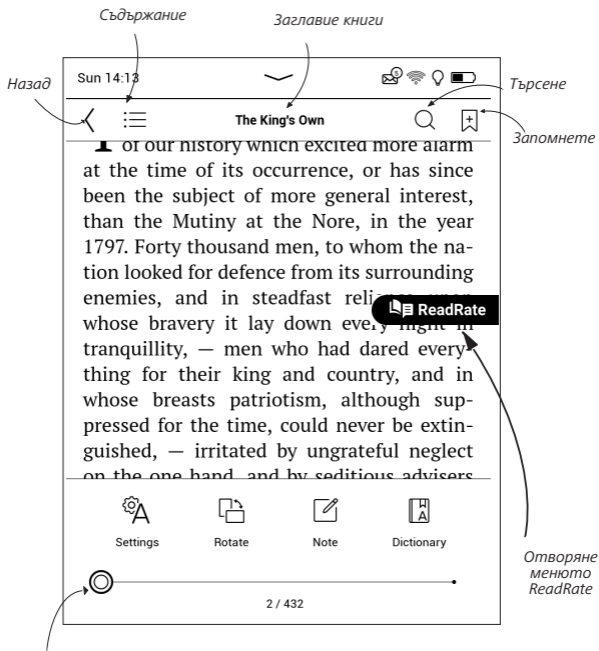 Съдържание
Заглавие книги
Назад
Sun 14:13
6
Търсене
The King's Own
Запомнете
I of our history which excited more alarm
at the time of its occurrence, or has since
been the subject of more general interest,
than the Mutiny at the Nore, in the year
1797. Forty thousand men, to whom the na-
tion looked for defence from its surrounding
enemies, and in steadfast reliance upon
ReadRate
whose bravery it lay down every night in
tranquillity, — men who had dared every-
thing for their king and country, and in
whose breasts patriotism, although sup-
pressed for the time, could never be extin-
guished, — irritated by ungrateful neglect
on the one hand, and by seditious advisers
Settings Rotate Note Dictionary
Отворяне
менюто
ReadRate
2 / 432